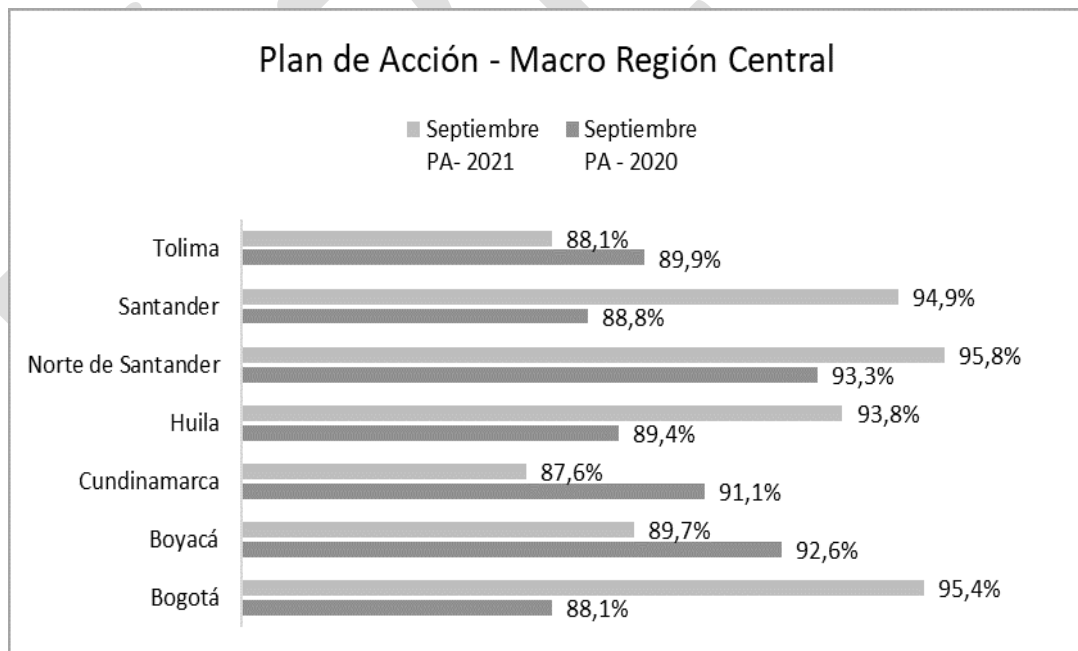 Plan de Acción - Macro Región Central
Septiembre PA- 2021
Septiembre PA - 2020
Tolima
88,1%
89,9%
Santander
94,9%
88,8%
Norte de Santander
95,8%
93,3%
Huila
93,8%
89,4%
Cundinamarca
87,6%
91,1%
Boyacá
89,7%
92,6%
Bogotá
95,4%
88,1%